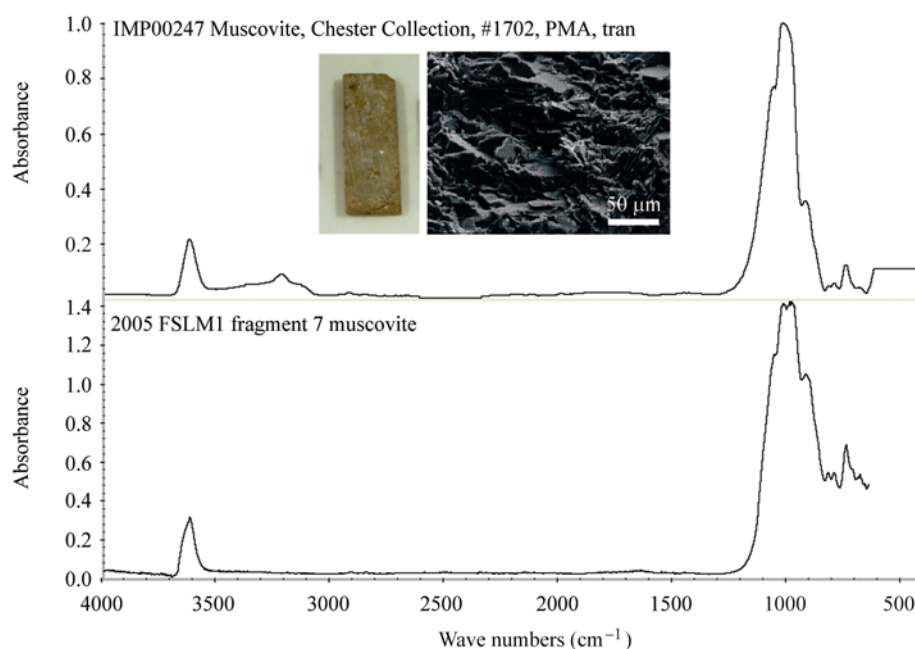 IMP00247 Muscovite, Chester Collection, #1702, PMA, tran
1.0
0.8
0.6
0.4
0.2
Absorbance
50 μm
2005 FSLM1 fragment 7 muscovite
1.4
1.2
1.0
0.8
0.6
0.4
0.2
0.0
Absorbance
4000 3500 3000 2500 2000 1500 1000 500
Wave numbers (cm⁻¹)